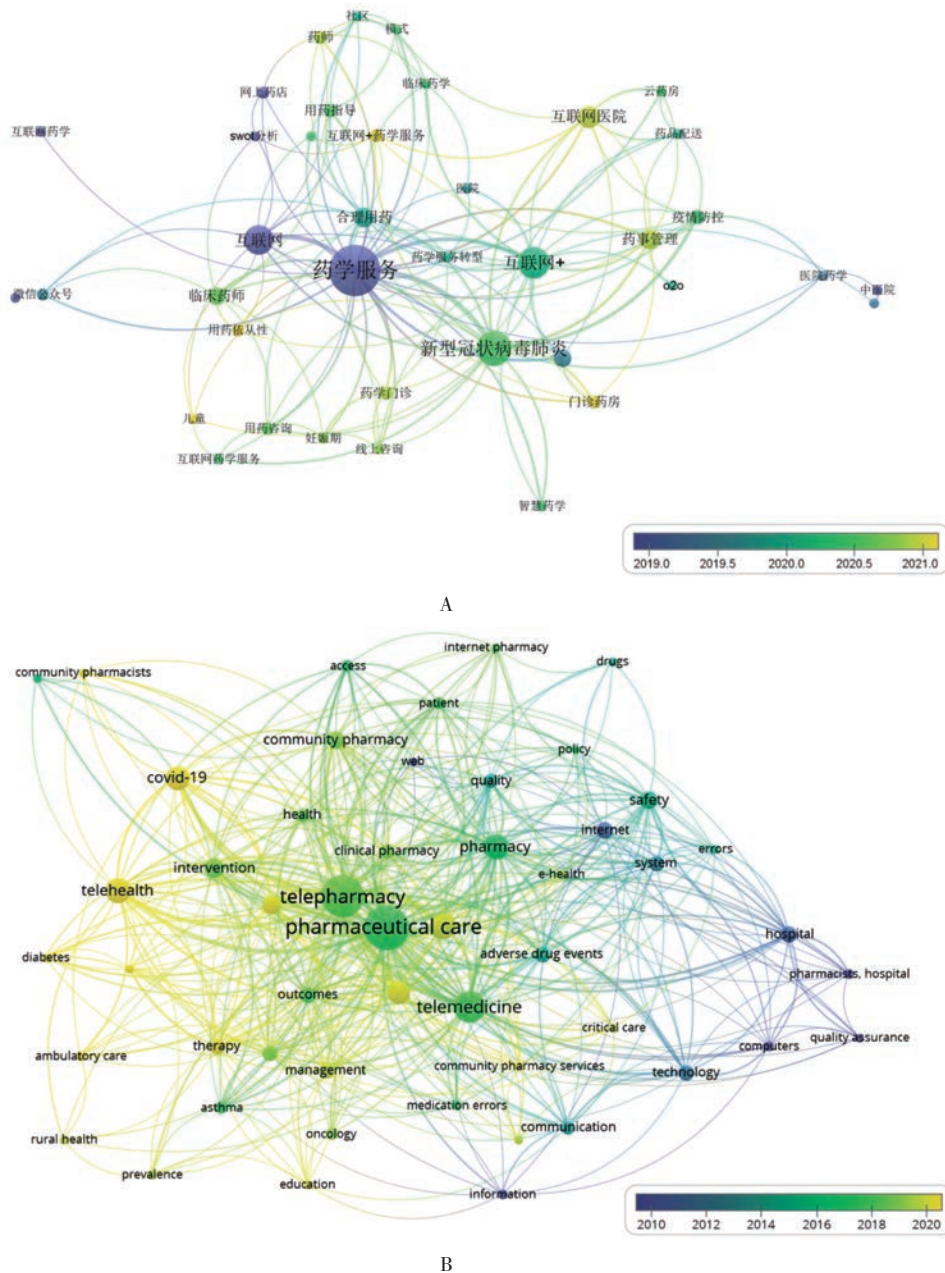 社区
模式
药师
临床药学
网上药店
云药房
用药指导
互联网医院
互联网药学
swot分析
互联网+药学服务
药品配送
医院
合理用药
疫情防控
互联网
药事管理
药学服务转型
互联网+
药学服务
医院药学
o2o
微信公众号
临床药师
中医院
用药依从性
新型冠状病毒肺炎
药学门诊
门诊药房
儿童
用药咨询
妊娠期
线上咨询
互联网药学服务
智慧药学
2019.0 2019.5 2020.0 2020.5 2021.0
A
internet pharmacy
drugs
access
community pharmacists
patient
community pharmacy
policy
web
covid-19
quality
safety
health
internet
clinical pharmacy
pharmacy
errors
system
intervention
e-health
telehealth
telepharmacy
pharmaceutical care
hospital
diabetes
adverse drug events
pharmacists, hospital
outcomes
telemedicine
critical care
quality assurance
therapy
computers
ambulatory care
management
community pharmacy services
technology
asthma
medication errors
communication
oncology
rural health
prevalence
education
information
2010 2012 2014 2016 2018 2020
B